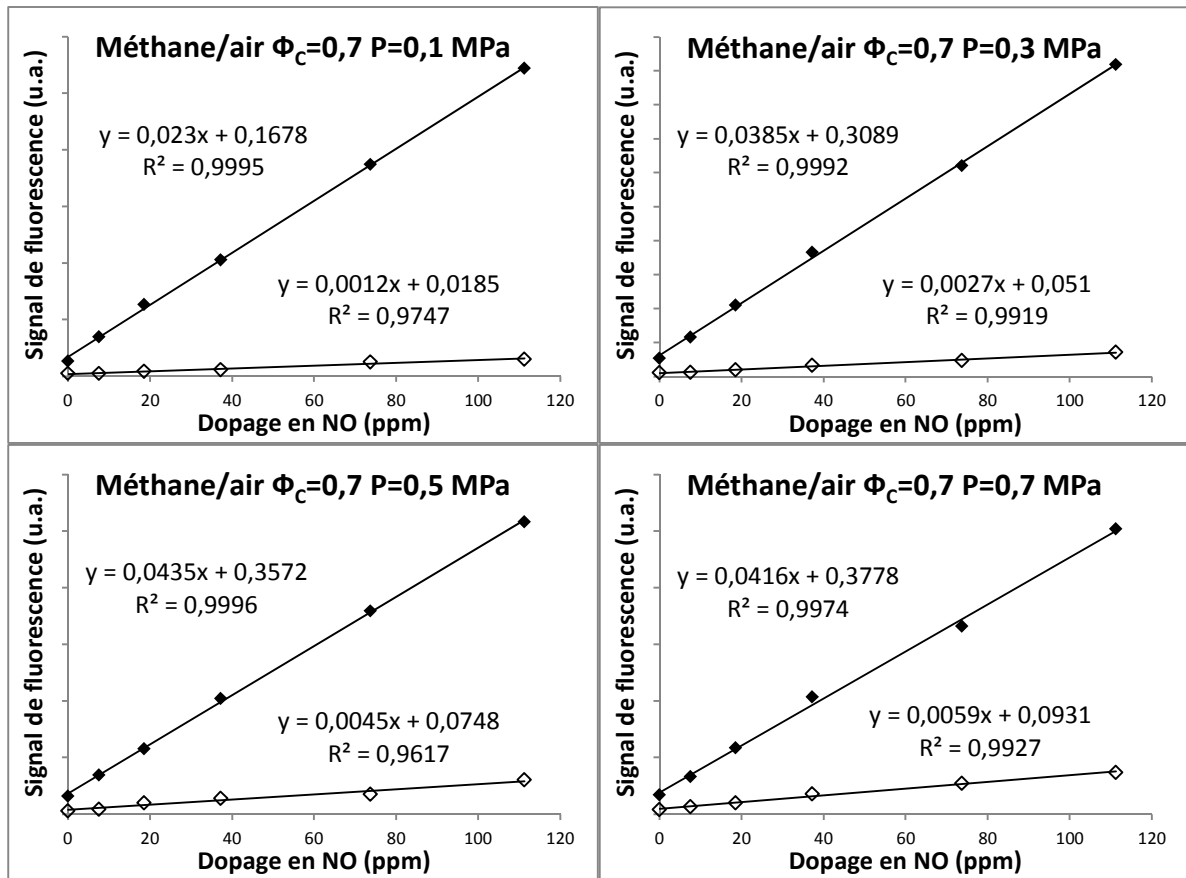 Méthane/air ΦC=0,7 P=0,1 MPa
Signal de fluorescence (u.a.)
y = 0,023x + 0,1678
R² = 0,9995
y = 0,0012x + 0,0185
R² = 0,9747
0 20 40 60 80 100 120
Dopage en NO (ppm)
Méthane/air ΦC=0,7 P=0,3 MPa
Signal de fluorescence (u.a.)
y = 0,0385x + 0,3089
R² = 0,9992
y = 0,0027x + 0,051
R² = 0,9919
0 20 40 60 80 100 120
Dopage en NO (ppm)
Méthane/air ΦC=0,7 P=0,5 MPa
Signal de fluorescence (u.a.)
y = 0,0435x + 0,3572
R² = 0,9996
y = 0,0045x + 0,0748
R² = 0,9617
0 20 40 60 80 100 120
Dopage en NO (ppm)
Méthane/air ΦC=0,7 P=0,7 MPa
Signal de fluorescence (u.a.)
y = 0,0416x + 0,3778
R² = 0,9974
y = 0,0059x + 0,0931
R² = 0,9927
0 20 40 60 80 100 120
Dopage en NO (ppm)